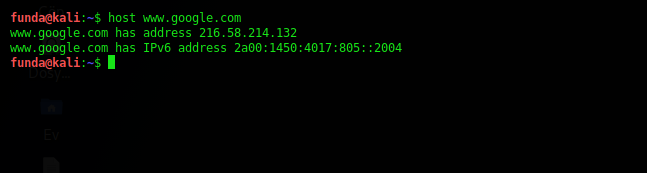 funda@kali:~$ host www.google.com
www.google.com has address 216.58.214.132
www.google.com has IPv6 address 2a00:1450:4017:805::2004
funda@kali:~$
Ev